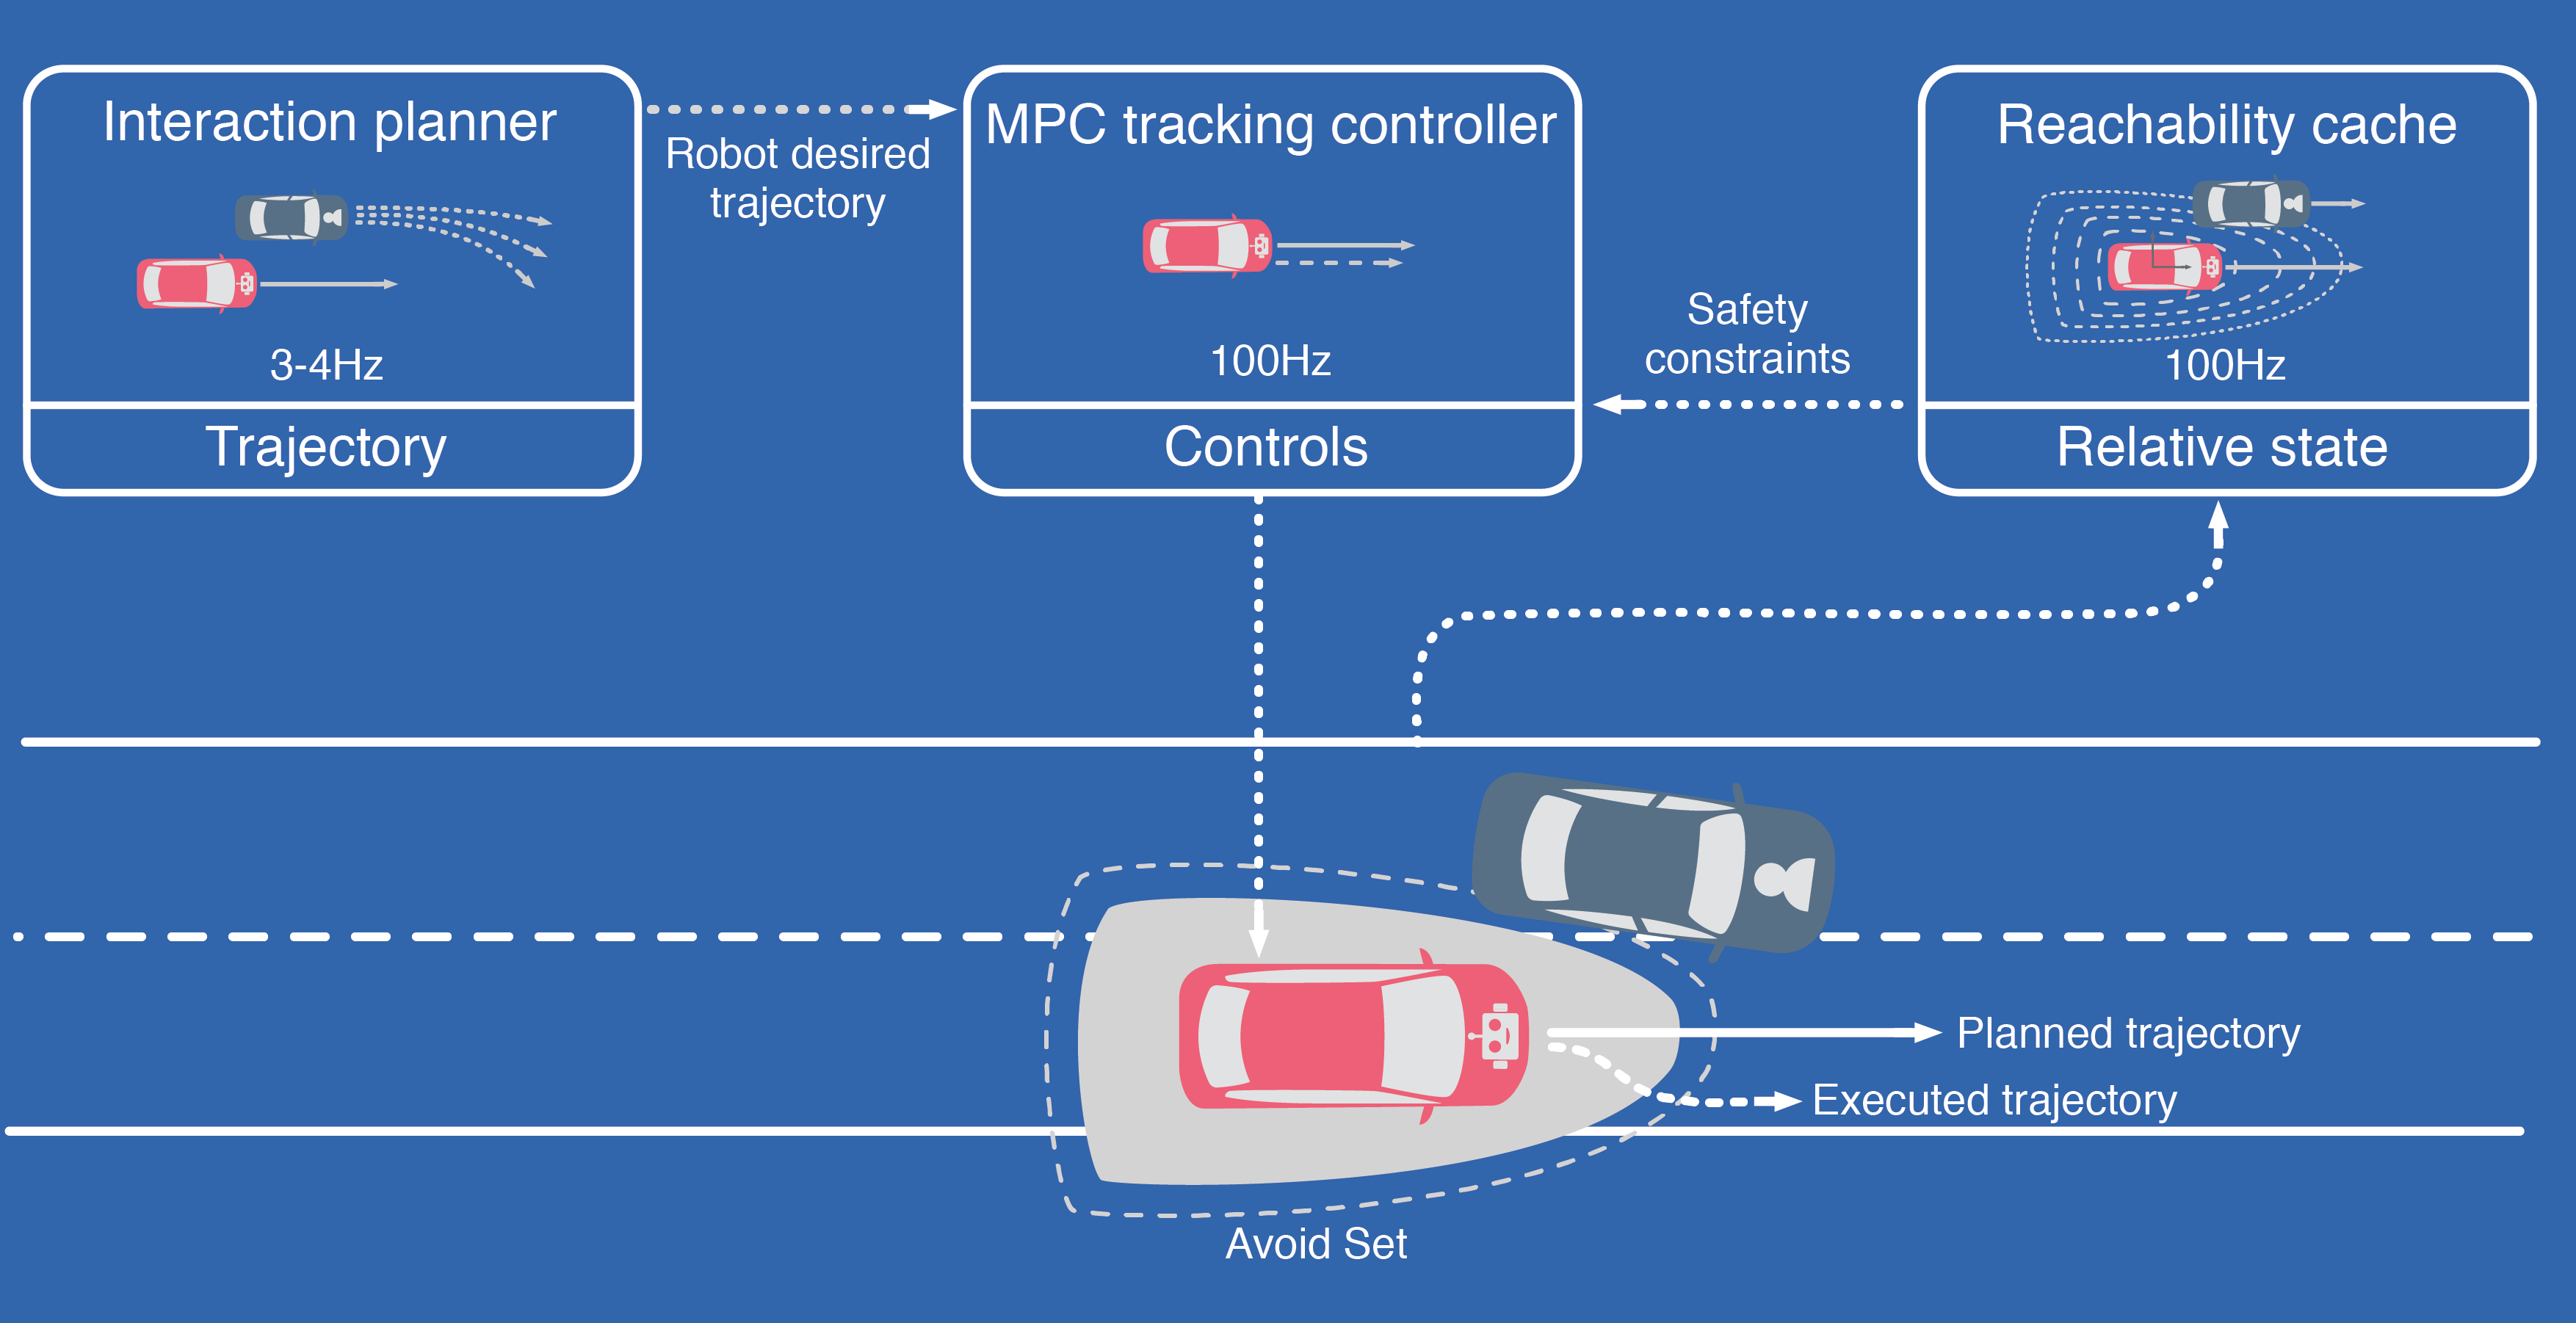 Interaction planner
3-4Hz
Trajectory
Robot desired
trajectory
MPC tracking controller
100Hz
Controls
Safety
constraints
Reachability cache
100Hz
Relative state
Planned trajectory
Executed trajectory
Avoid Set